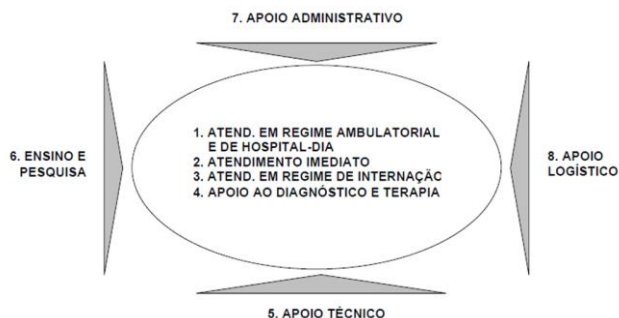 7. APOIO ADMINISTRATIVO
1. ATEND. EM REGIME AMBULATORIAL
E DE HOSPITAL-DIA
2. ATENDIMENTO IMEDIATO
3. ATEND. EM REGIME DE INTERNAÇÃO
4. APOIO AO DIAGNÓSTICO E TERAPIA
6. ENSINO E
PESQUISA
8. APOIO
LOGÍSTICO
5. APOIO TÉCNICO